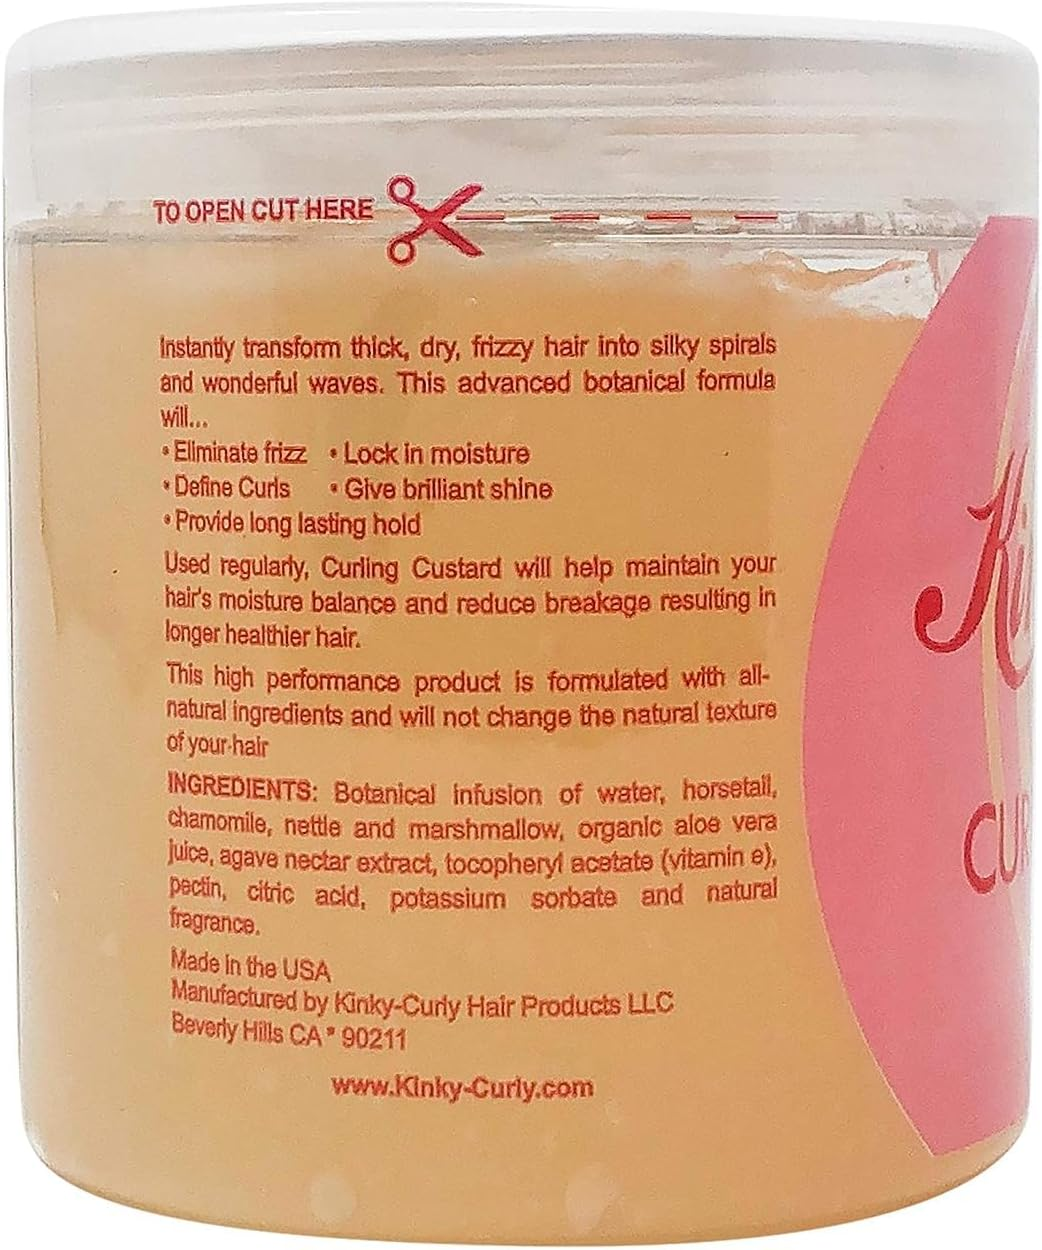 TO OPEN CUT HERE
Instantly transform thick, dry, frizzy hair into silky spirals
and wonderful waves. This advanced botanical formula
will...
• Eliminate frizz • Lock in moisture
• Define Curls • Give brilliant shine
• Provide long lasting hold
Used regularly, Curling Custard will help maintain your
hair's moisture balance and reduce breakage resulting in
longer healthier hair.
This high performance product is formulated with all-
natural ingredients and will not change the natural texture
of your hair
INGREDIENTS: Botanical infusion of water, horsetail,
chamomile, nettle and marshmallow, organic aloe vera
juice, agave nectar extract, tocopheryl acetate (vitamin e),
pectin, citric acid, potassium sorbate and natural
fragrance.
Made in the USA
Manufactured by Kinky-Curly Hair Products LLC
Beverly Hills CA * 90211
www.Kinky-Curly.com
Ki
CUR